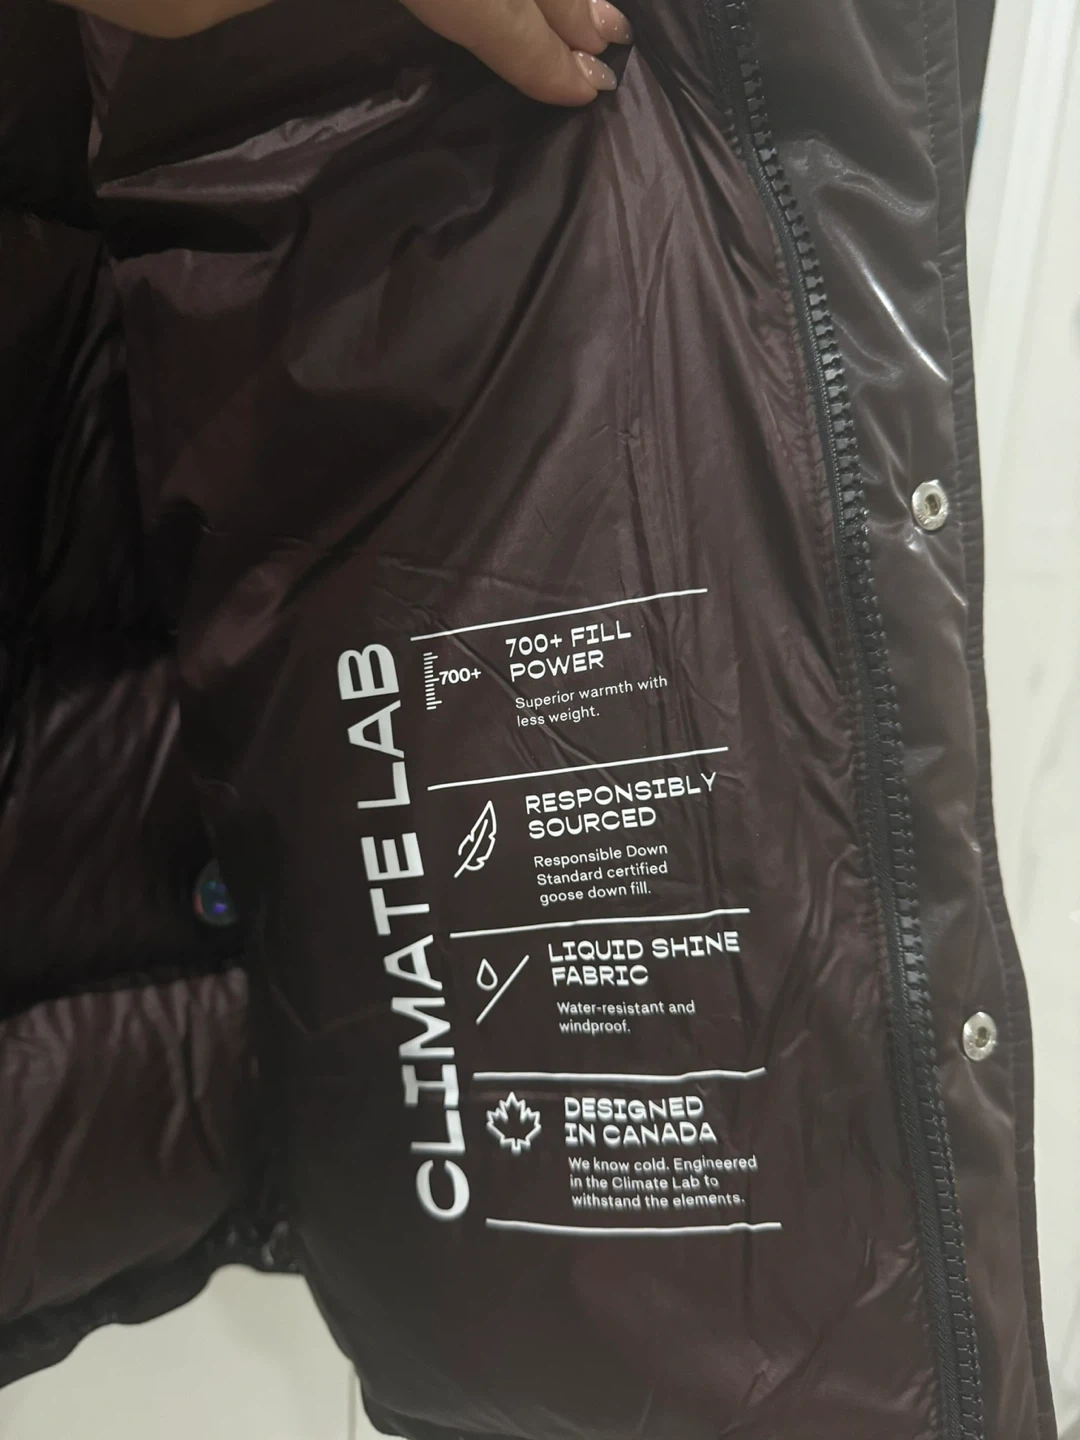 CLIMATE LAB
700+
700+ FILL
POWER
Superior warmth with
less weight.
RESPONSIBLY
SOURCED
Responsible Down
Standard certified
goose down fill.
LIQUID SHINE
FABRIC
Water-resistant and
windproof.
DESIGNED
IN CANADA
We know cold. Engineered
in the Climate Lab to
withstand the elements.